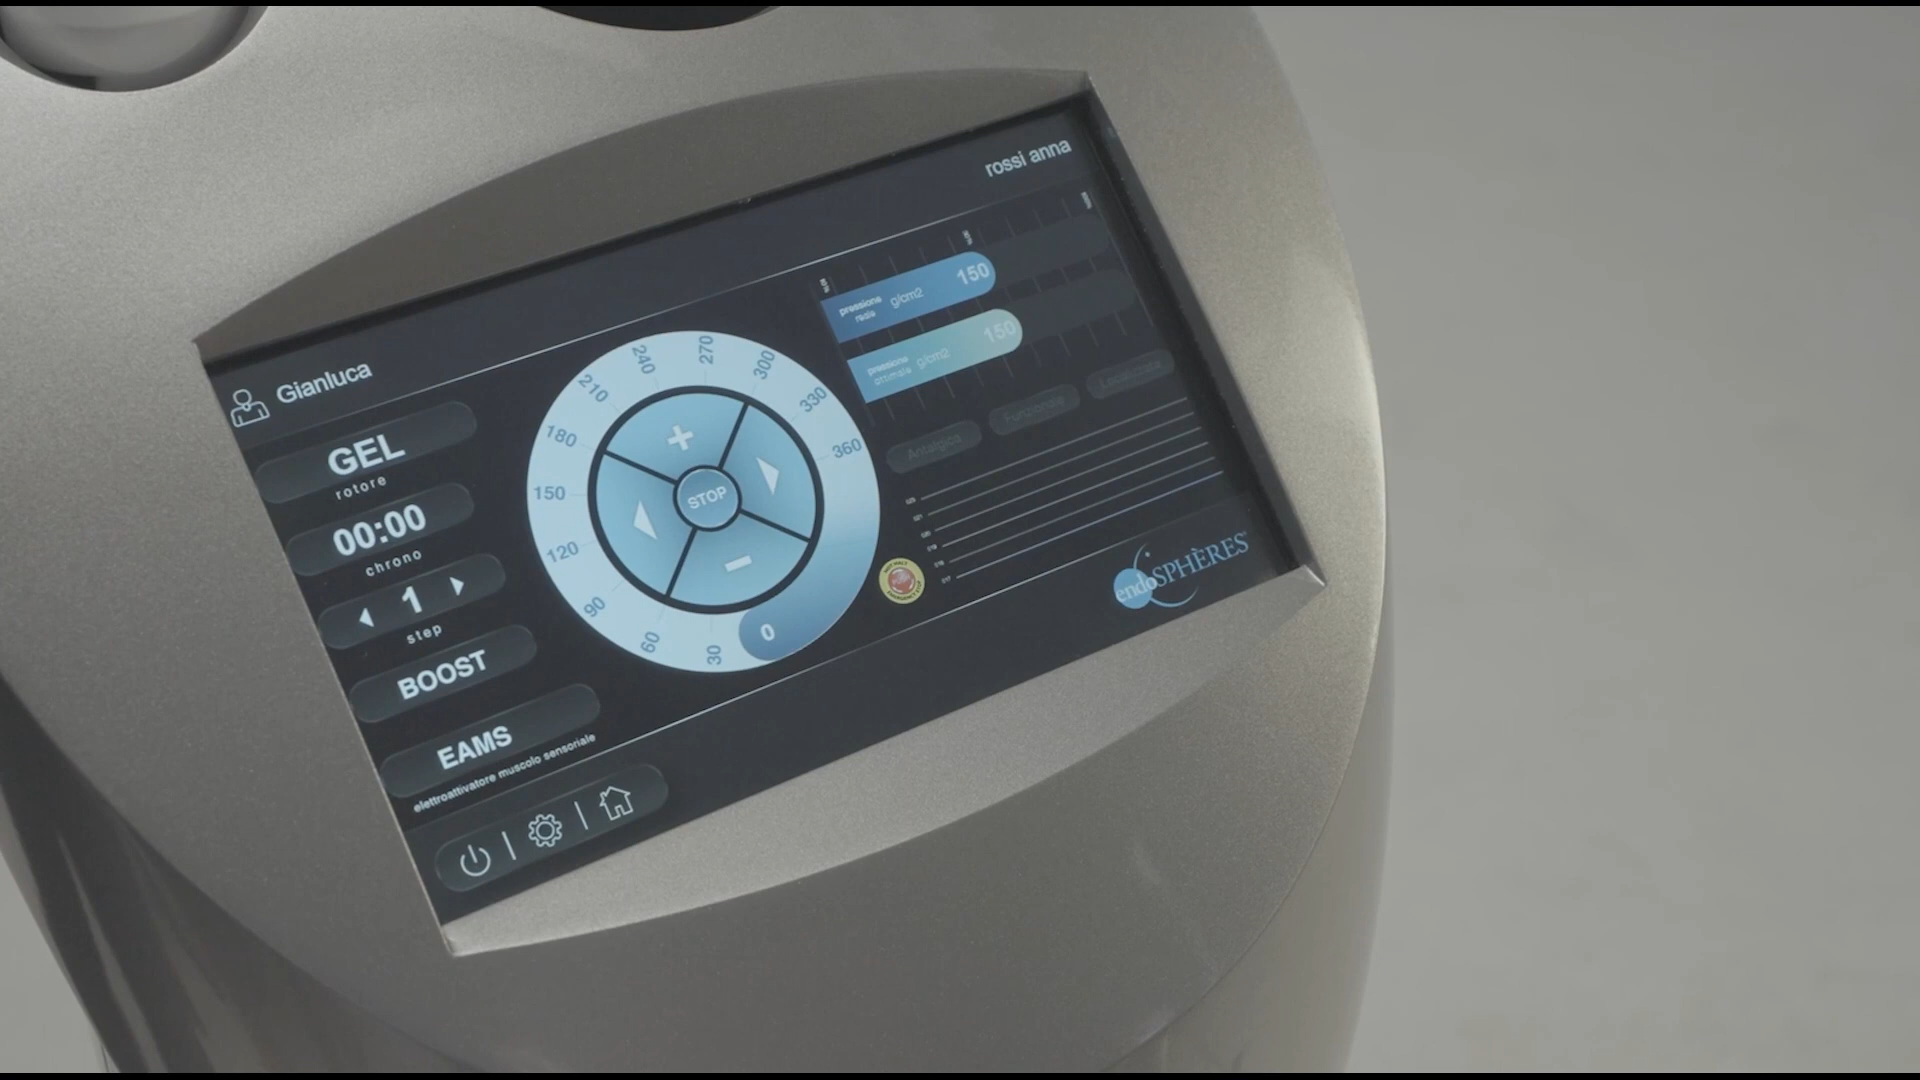 rossi anna
Gianluca
GEL
rotore
00:00
chrono
1
step
BOOST
EAMS
elettroattivatore muscolo sensoriale
0
30
60
90
120
150
180
210
240
270
300
330
360
+
STOP
-
pressione reale g/cm2 150
pressione ottimale g/cm2 150
Antalgica
Funzionale
endoSPHÈRES